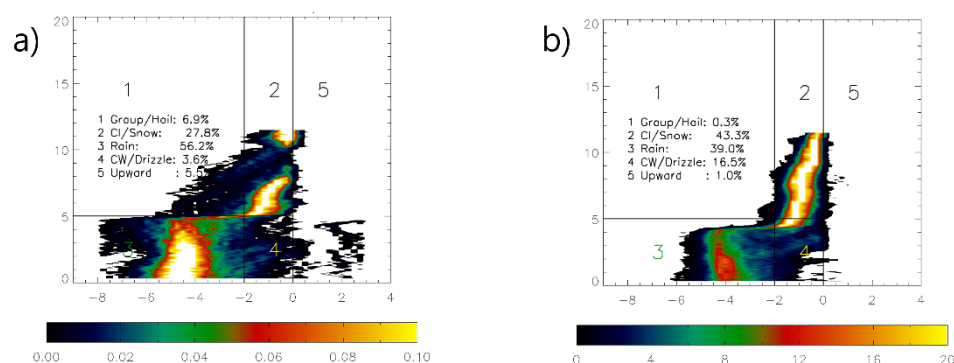 a)
20
15
10
5
0
1
2
5
1 Group/Hail: 6.9%
2 CI/Snow: 27.8%
3 Rain: 56.2%
4 CW/Drizzle: 3.6%
5 Upward : 5.5%
3
4
-8 -6 -4 -2 0 2 4
0.00 0.02 0.04 0.06 0.08 0.10
b)
20
15
10
5
0
1
2
5
1 Group/Hail: 0.3%
2 CI/Snow: 43.3%
3 Rain: 39.0%
4 CW/Drizzle: 16.5%
5 Upward : 1.0%
3
4
-8 -6 -4 -2 0 2 4
0 4 8 12 16 20